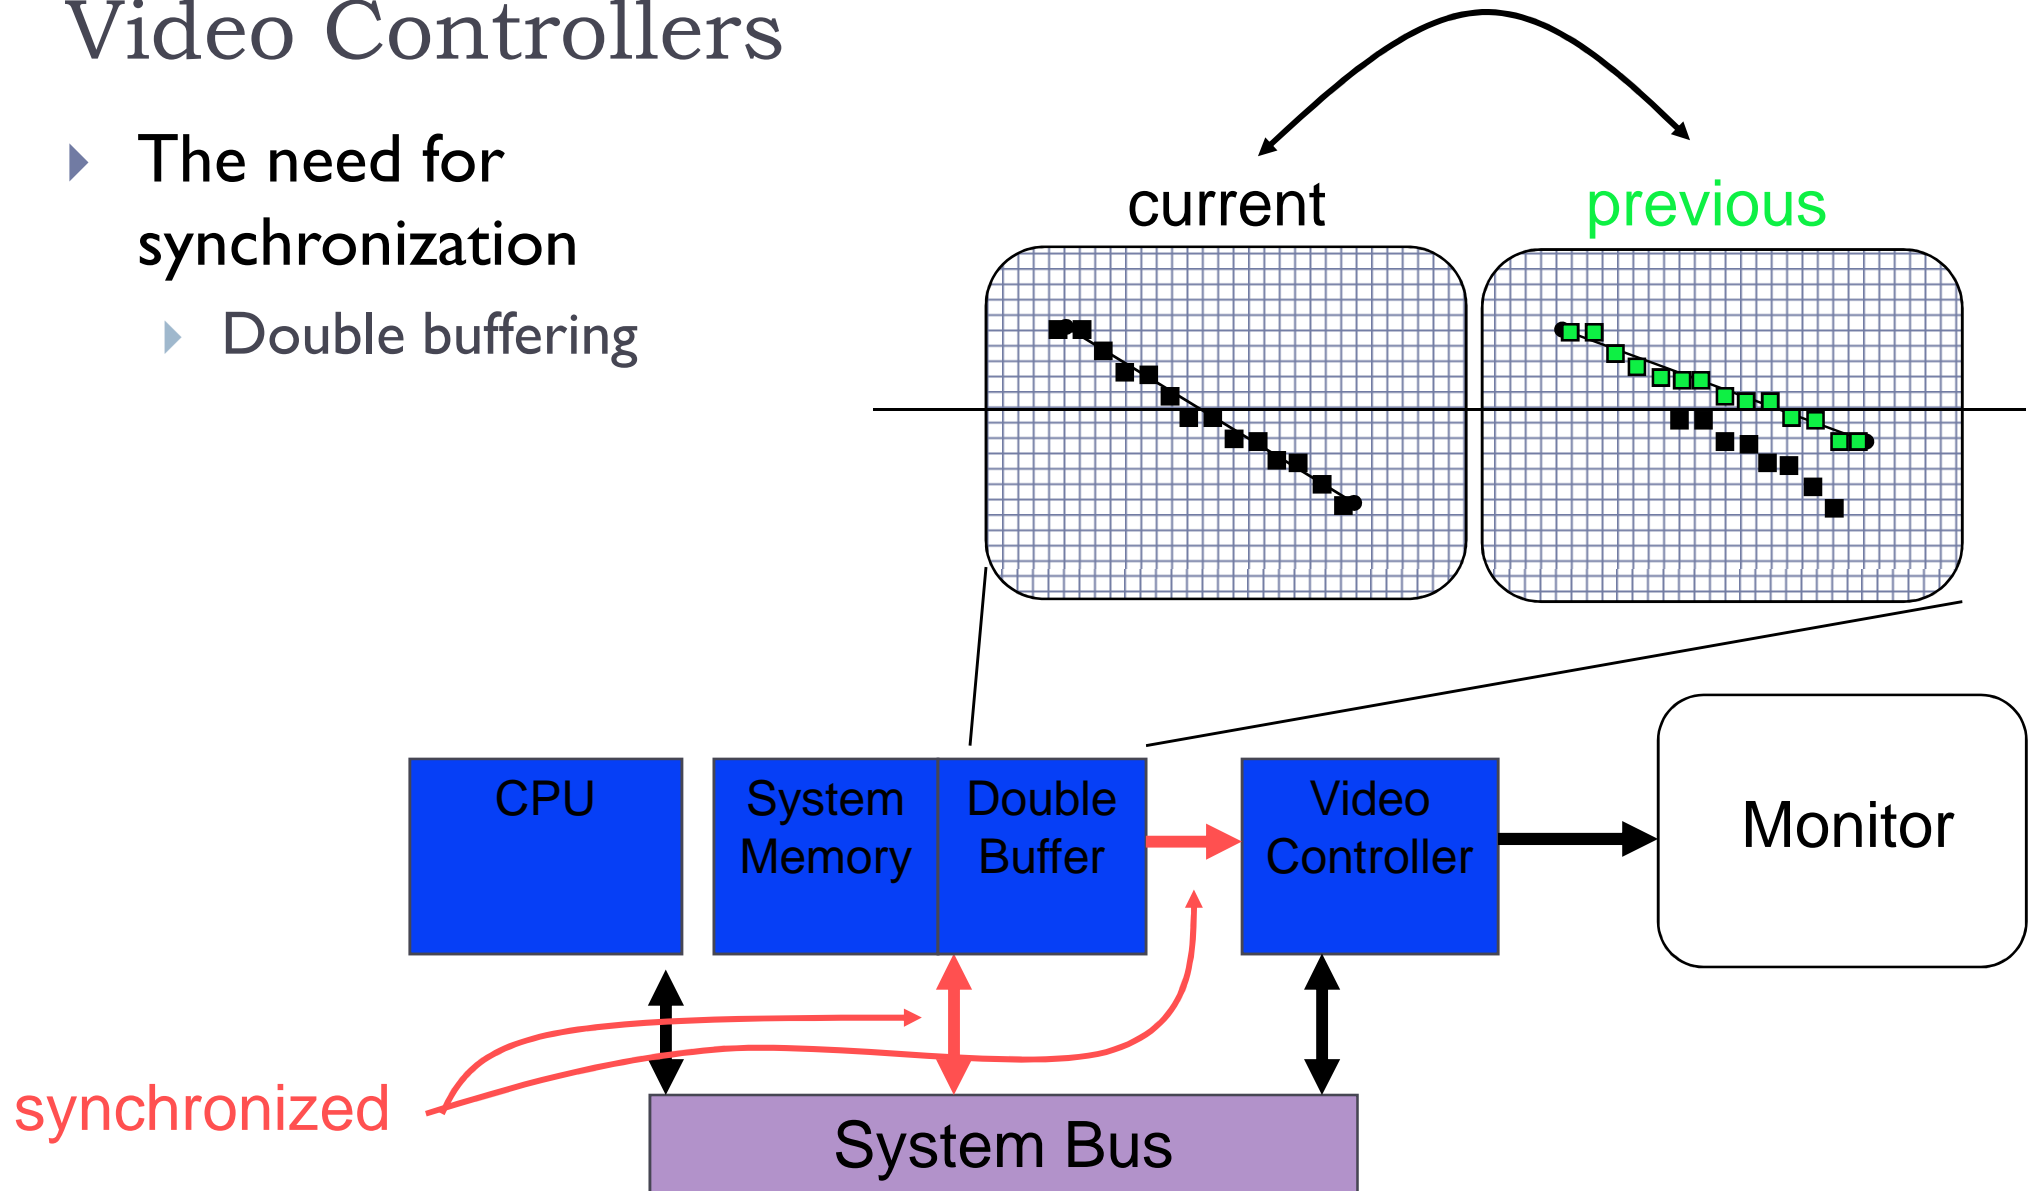 Video Controllers
The need for
synchronization
Double buffering
current
previous
CPU
System
Memory
Double
Buffer
Video
Controller
Monitor
synchronized
System Bus